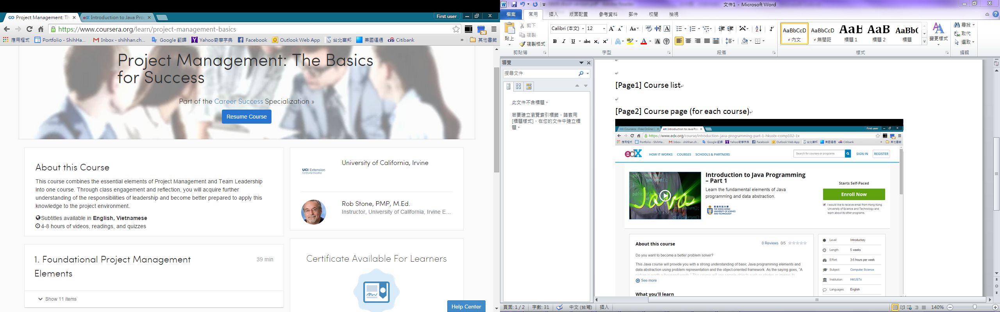 Project Management: Th
edX Introduction to Java Pro
First user
https://www.coursera.org/learn/project-management-basics
應用程式
Portfolio - ShihHa...
Inbox - shihhan.ch...
Google 翻譯
Yahoo奇摩字典
Facebook
Outlook Web App
台北富邦
美國運通
citi Citibank
»
其他書籤
Project Management: The Basics
for Success
Part of the Career Success Specialization »
Resume Course
About this Course
This course combines the essential elements of Project Management and Team Leadership
into one course. Through class engagement and reflection, you will acquire further
understanding of the responsibilities of leadership and become better prepared to apply this
knowledge to the project environment.
Subtitles available in English, Vietnamese
4-8 hours of videos, readings, and quizzes
1. Foundational Project Management
Elements
39 min
Show 11 items
UCI Extension
Continuing Education
University of California, Irvine
Rob Stone, PMP, M.Ed.
Instructor, University of California, Irvine E...
Certificate Available For Learners
Help Center
文件1 - Microsoft Word
檔案
常用
插入
版面配置
參考資料
郵件
校閱
檢視
貼上
剪下
複製
複製格式
剪貼簿
Calibri (本文)
12
字型
段落
AaBbCcD
內文
AaBbCcD
無間距
AaB
標題 1
AaB
標題 2
AaBb(
標題
變更樣式
樣式
尋找
取代
選取
編輯
導覽
搜尋文件
此文件不含標題。
若要建立瀏覽索引標籤，請套用
[標題樣式]，在您的文件中建立標
題。
[Page1] Course list
[Page2] Course page (for each course)
Coursera - Free Online C
edX Introduction to Java Pro
First user
https://www.edx.org/course/introduction-java-programming-part-1-hkustx-comp102-1x
應用程式
Portfolio - ShihHa...
Inbox - shihhan.ch...
Google 翻譯
Yahoo奇摩字典
Facebook
Outlook Web App
台北富邦
美國運通
citi Citibank
»
其他書籤
edX
HOW IT WORKS
COURSES
SCHOOLS & PARTNERS
Search for courses or programs
SIGN IN
REGISTER
Java
Introduction to Java Programming
– Part 1
Learn the fundamental elements of Java
programming and data abstraction.
香港科技大學
THE HONG KONG
UNIVERSITY OF SCIENCE
AND TECHNOLOGY
Starts Self-Paced
Enroll Now
I would like to receive email from Hong Kong
University of Science and Technology and
learn about its other programs.
About this course
0 Reviews 0/5
Do you want to become a better problem solver?
This Java course will provide you with a strong understanding of basic Java programming elements and
data abstraction using problem representation and the object-oriented framework. As the saying goes, "A
picture is worth a thousand words." This course will use sample objects such as photos or images to
See more
What you'll learn
Level: Introductory
Length: 5 weeks
Effort: 3-5 hours per week
Subject: Computer Science
Institution: HKUSTx
Languages: English
頁面: 1 / 2
字數: 31
中文 (台灣)
插入
140%